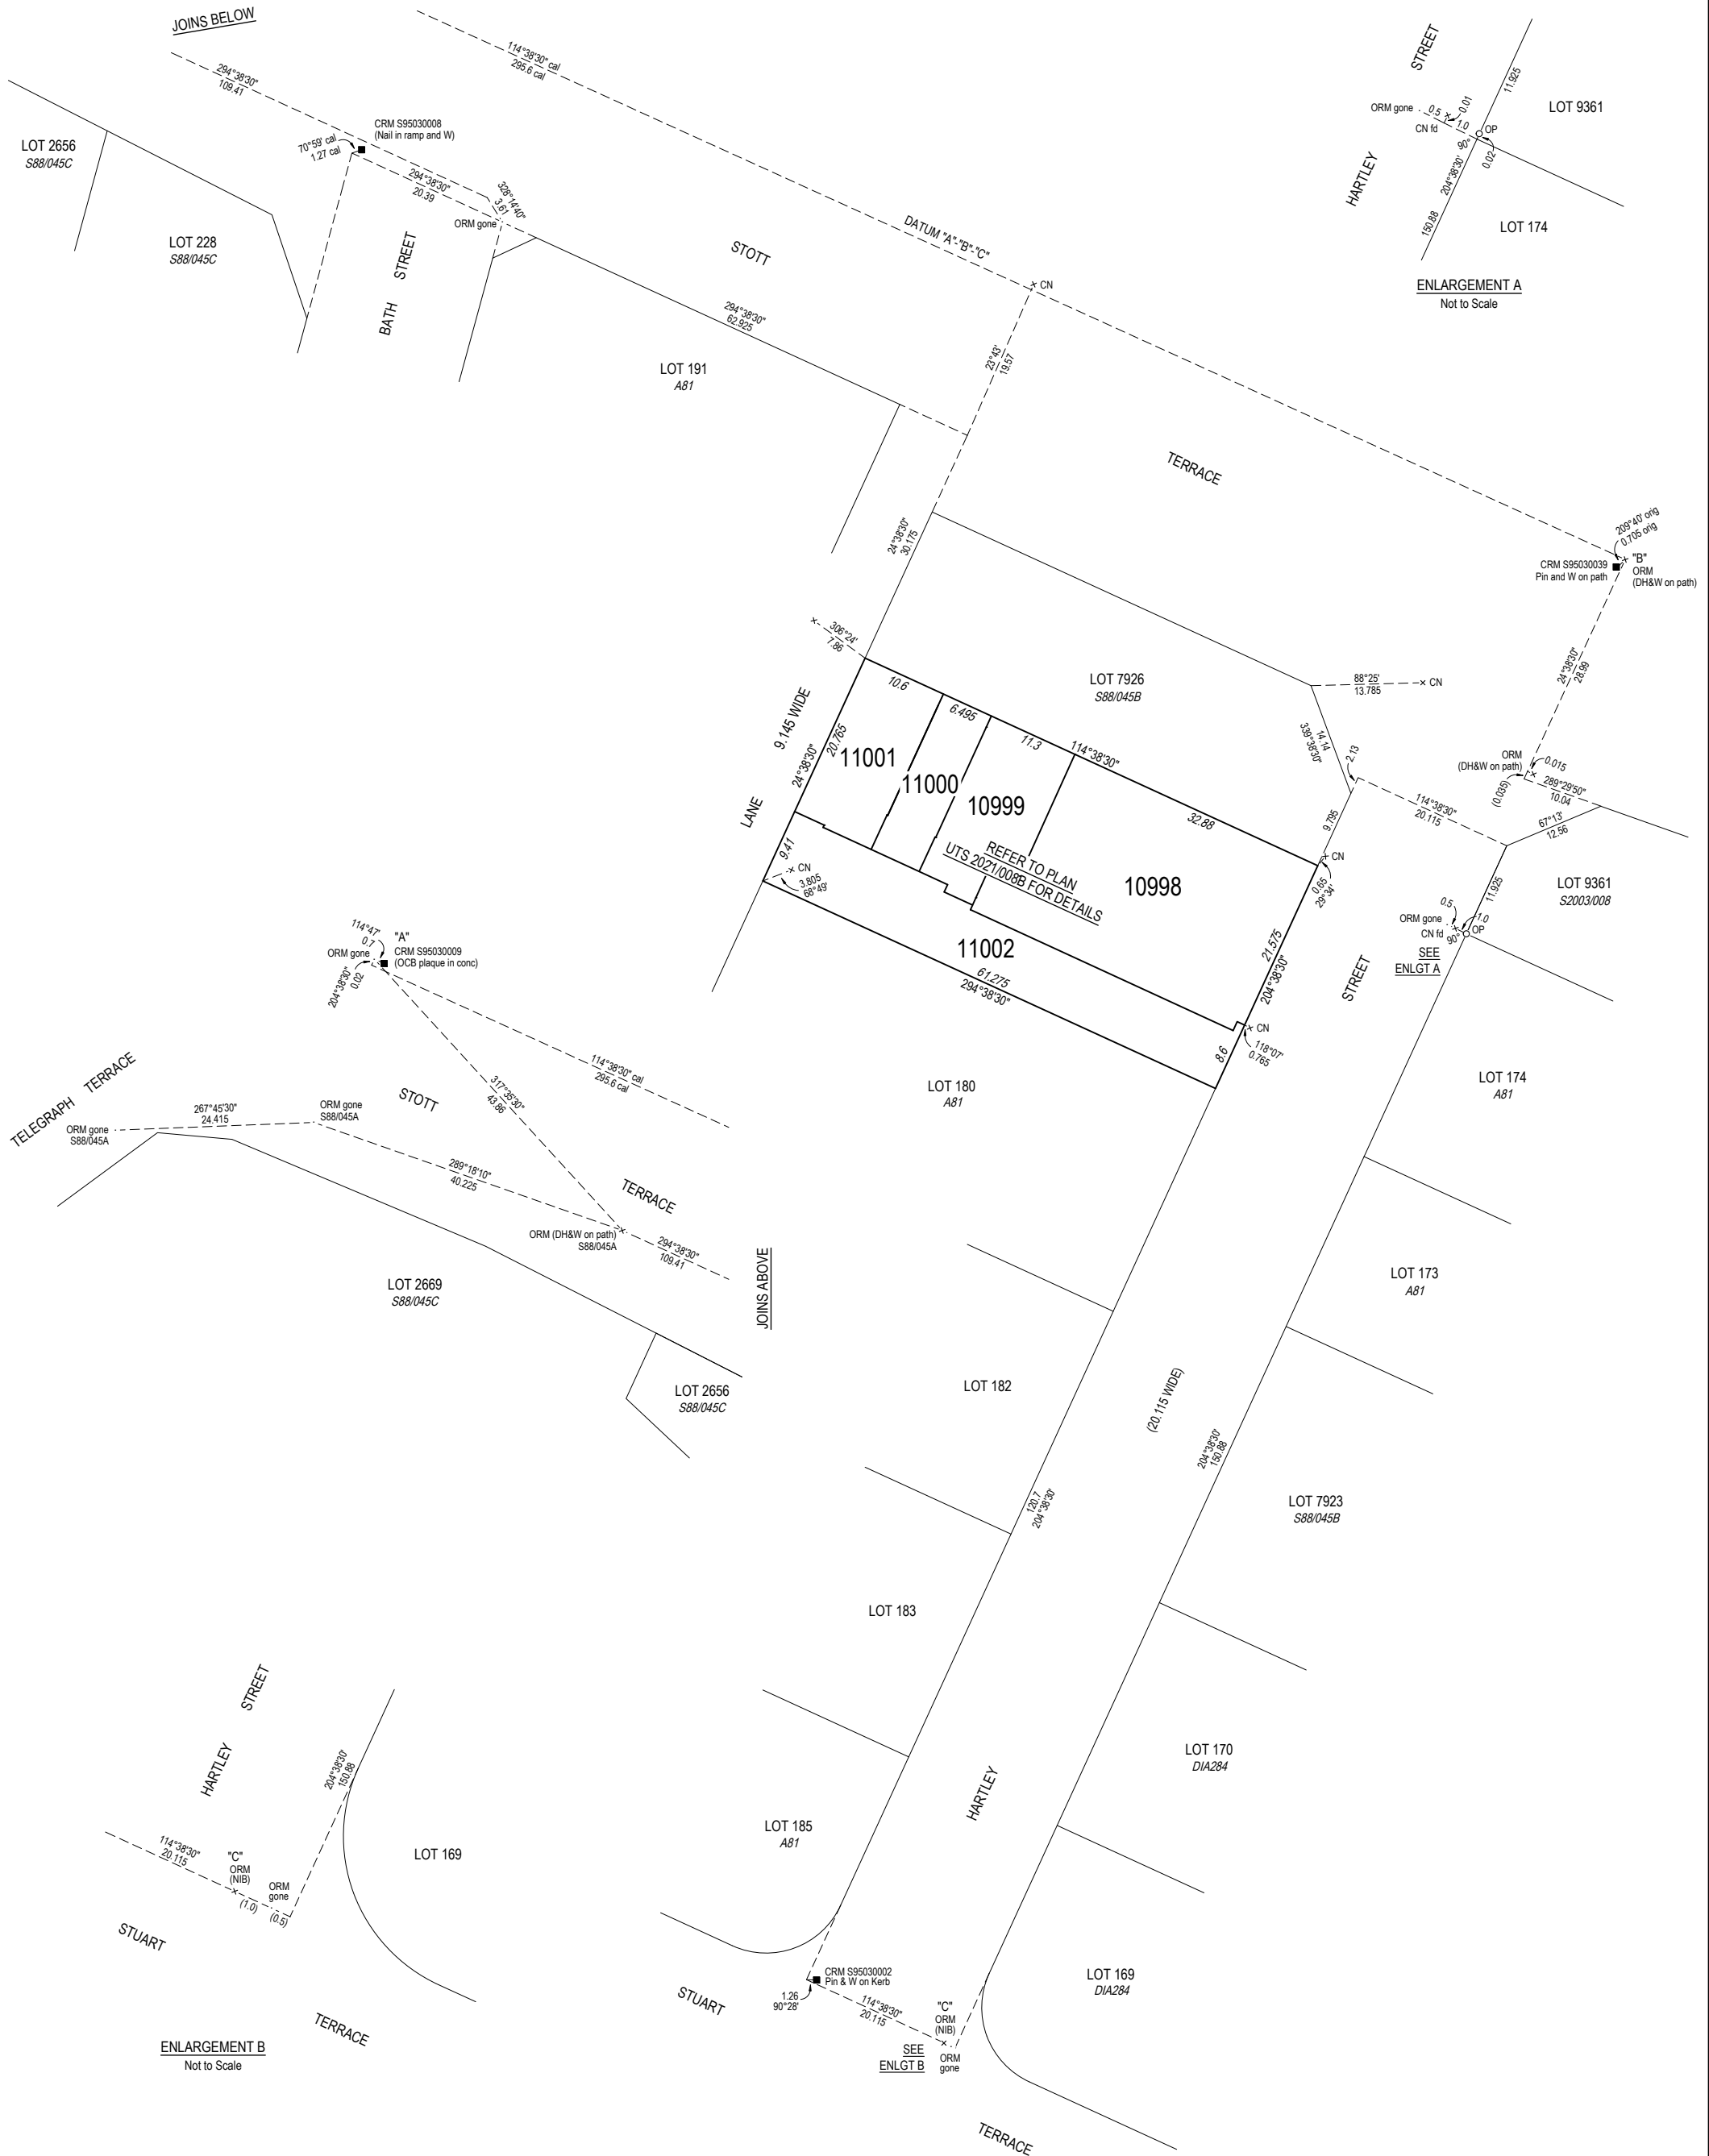 JOINS BELOW
114°38'30" cal
295.6 cal
294°38'30"
109.41
CRM S95030008
(Nail in ramp and W)
70°59' cal
1.27 cal
294°38'30"
20.39
328°14'40"
3.61
ORM gone
LOT 2656
S88/045C
LOT 228
S88/045C
BATH STREET
STOTT
DATUM "A"-"B"-"C"
CN
294°38'30"
62.925
LOT 191
A81
23°43'
19.57
STREET
HARTLEY
11.925
LOT 9361
ORM gone
0.5
0.01
1.0
CN fd
OP
90°
0.02
204°38'30"
150.88
LOT 174
ENLARGEMENT A
Not to Scale
TERRACE
24°38'30"
30.175
209°40' orig
0.705 orig
CRM S95030039
Pin and W on path
"B"
ORM
(DH&W on path)
24°38'30"
28.99
306°24'
7.86
LOT 7926
S88/045B
88°25'
13.785
CN
14.14
339°38'30"
2.13
ORM
(DH&W on path)
0.015
(0.035)
289°29'50"
10.04
114°38'30"
20.115
67°13'
12.56
9.795
10.6
6.495
11.3
114°38'30"
32.88
9.145 WIDE
LANE
24°38'30"
20.765
11001
11000
10999
10998
REFER TO PLAN
UTS 2021/008B FOR DETAILS
CN
0.65
29°34'
9.41
CN
3.805
68°49'
11002
61.275
294°38'30"
21.575
204°38'30"
STREET
11.925
LOT 9361
S2003/008
0.5
ORM gone
CN fd
1.0
OP
90°
SEE
ENLGT A
CN
118°07'
0.765
8.6
114°47'
0.7
"A"
ORM gone
CRM S95030009
(OCB plaque in conc)
204°38'30"
0.02
114°38'30" cal
295.6 cal
317°35'30"
43.86
TELEGRAPH TERRACE
STOTT
267°45'30"
24.415
ORM gone
S88/045A
ORM gone
S88/045A
289°18'10"
40.225
TERRACE
ORM (DH&W on path)
S88/045A
294°38'30"
109.41
JOINS ABOVE
LOT 2669
S88/045C
LOT 2656
S88/045C
LOT 180
A81
LOT 174
A81
LOT 173
A81
LOT 182
(20.115 WIDE)
204°38'30"
150.88
120.7
204°38'30"
LOT 7923
S88/045B
LOT 183
LOT 170
DIA284
HARTLEY
LOT 185
A81
LOT 169
DIA284
CRM S95030002
Pin & W on Kerb
1.26
90°28'
114°38'30"
20.115
"C"
ORM
(NIB)
ORM
gone
SEE
ENLGT B
STUART
TERRACE
STREET
HARTLEY
204°38'30"
150.88
114°38'30"
20.115
"C"
ORM
(NIB)
ORM
gone
(1.0)
(0.5)
LOT 169
STUART
TERRACE
ENLARGEMENT B
Not to Scale